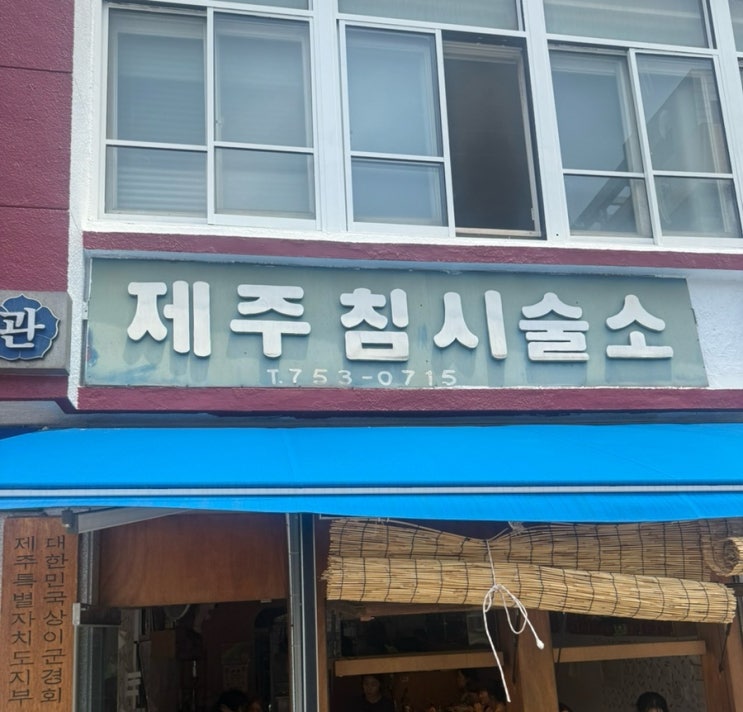 관
제주침시술소
T.753-0715
대한민국상이군경회
제주특별자치도지부